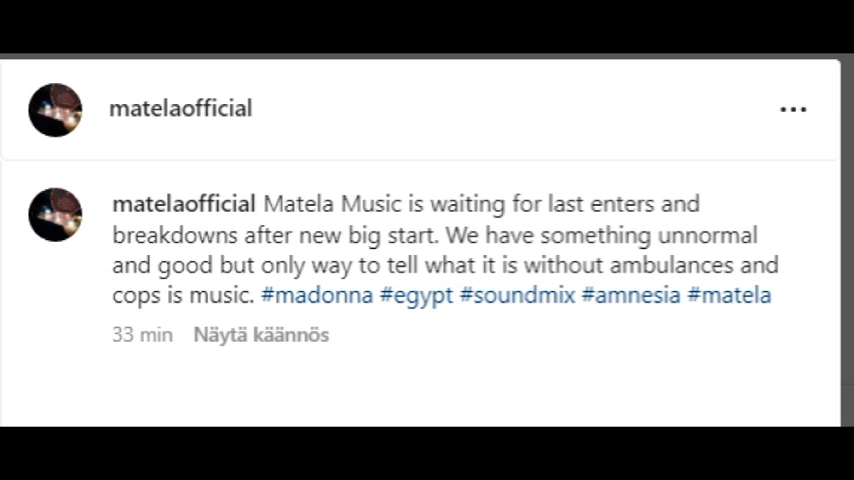 matelaofficial
matelaofficial Matela Music is waiting for last enters and
breakdowns after new big start. We have something unnormal
and good but only way to tell what it is without ambulances and
cops is music. #madonna #egypt #soundmix #amnesia #matela
33 min Näytä käännös